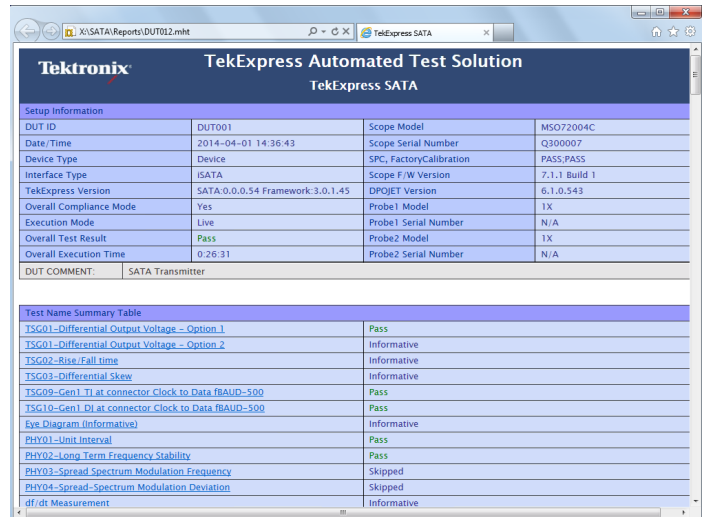 X:\SATA\Reports\DUT012.mht
TekExpress SATA
Tektronix
TekExpress Automated Test Solution
TekExpress SATA
Setup Information
DUT ID DUT001 Scope Model MSO72004C
Date/Time 2014-04-01 14:36:43 Scope Serial Number Q300007
Device Type Device SPC, FactoryCalibration PASS;PASS
Interface Type iSATA Scope F/W Version 7.1.1 Build 1
TekExpress Version SATA:0.0.0.54 Framework:3.0.1.45 DPOJET Version 6.1.0.543
Overall Compliance Mode Yes Probe1 Model 1X
Execution Mode Live Probe1 Serial Number N/A
Overall Test Result Pass Probe2 Model 1X
Overall Execution Time 0:26:31 Probe2 Serial Number N/A
DUT COMMENT: SATA Transmitter
Test Name Summary Table
TSG01-Differential Output Voltage - Option 1 Pass
TSG01-Differential Output Voltage - Option 2 Informative
TSG02-Rise/Fall time Informative
TSG03-Differential Skew Informative
TSG09-Gen1 TJ at connector Clock to Data fBAUD-500 Pass
TSG10-Gen1 DJ at connector Clock to Data fBAUD-500 Pass
Eye Diagram (Informative) Informative
PHY01-Unit Interval Pass
PHY02-Long Term Frequency Stability Pass
PHY03-Spread Spectrum Modulation Frequency Skipped
PHY04-Spread-Spectrum Modulation Deviation Skipped
df/dt Measurement Informative